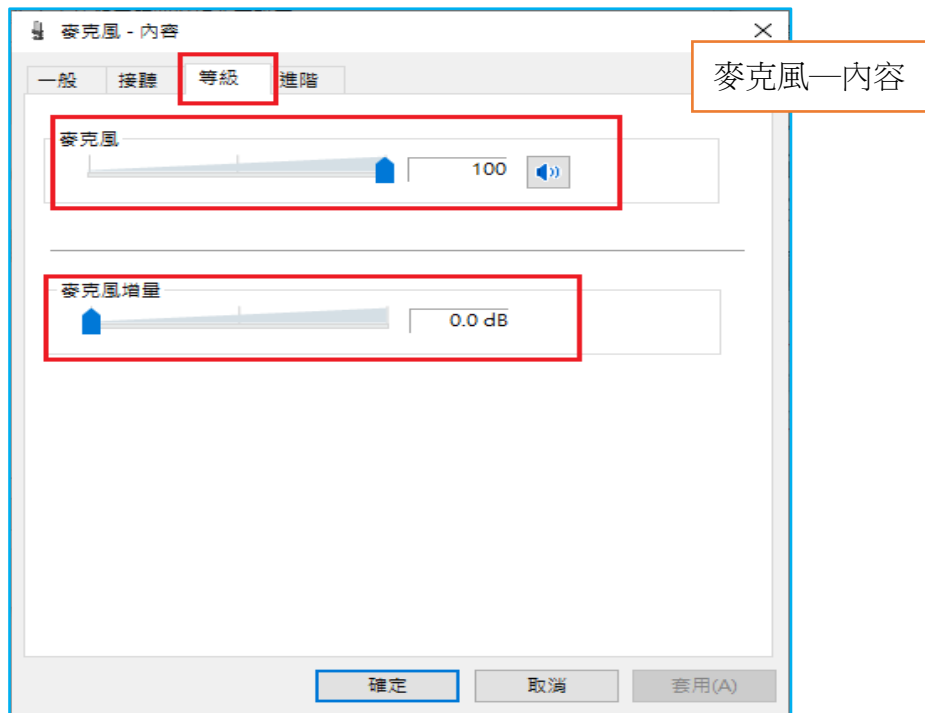 麥克風 - 內容
麥克風—內容
一般 接聽 等級 進階
麥克風
100
麥克風增量
0.0 dB
確定 取消 套用(A)